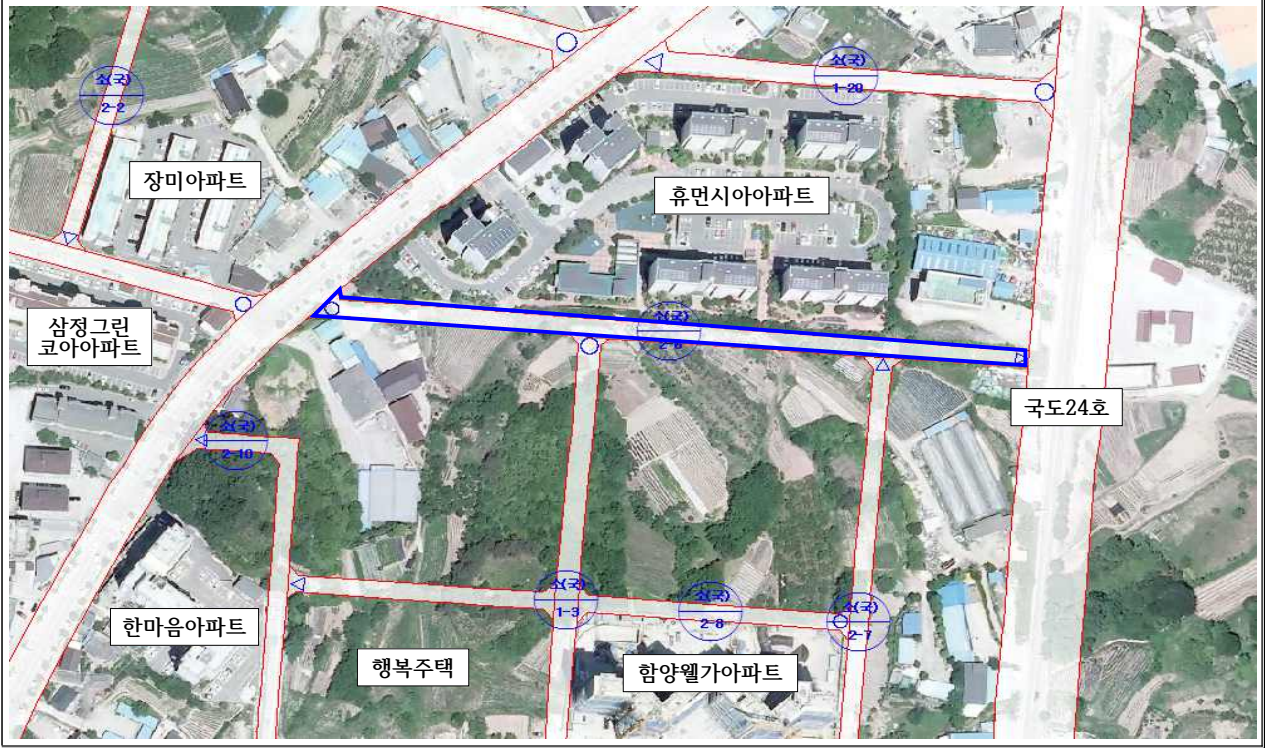 소(국)
1-20
소(국)
2-2
장미아파트
휴먼시아아파트
삼정그린
코아아파트
소(국)
2-6
국도24호
소(국)
2-10
소(국)
1-3
소(국)
2-8
소(국)
2-7
한마음아파트
행복주택
함양웰가아파트